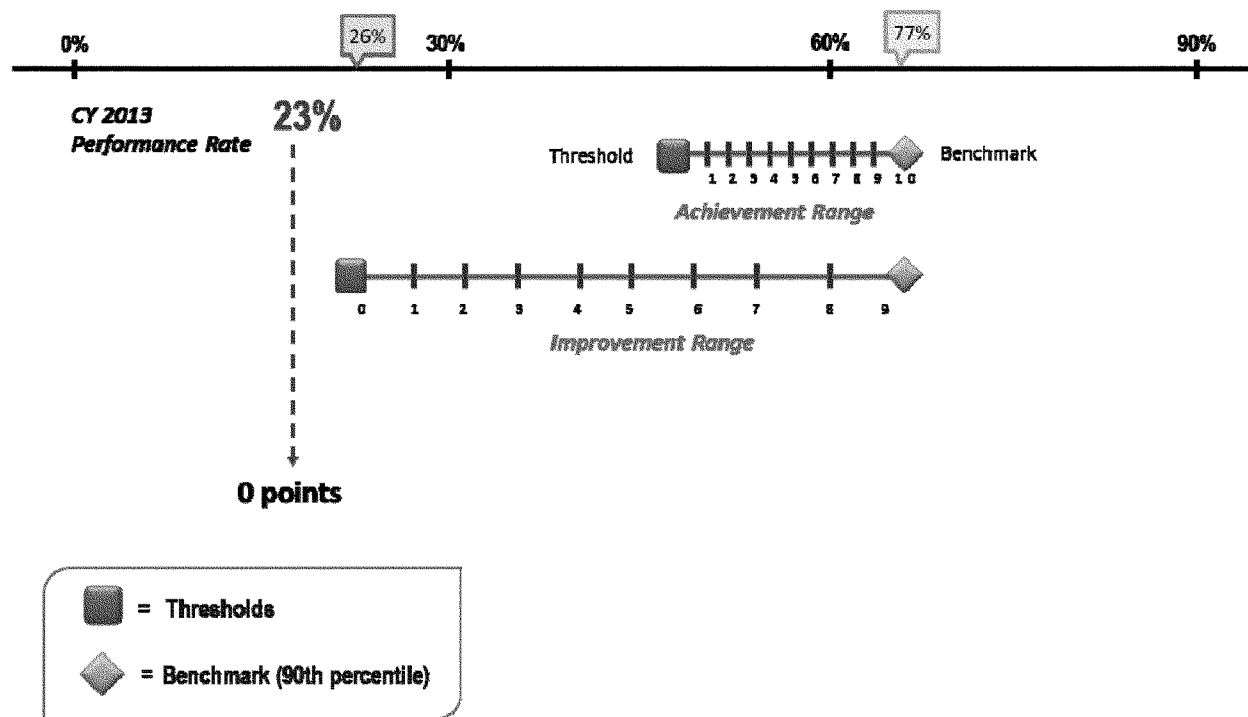 0% 26% 30% 60% 77% 90%
CY 2013
Performance Rate
23%
Threshold
Benchmark
1 2 3 4 5 6 7 8 9 1 0
Achievement Range
0 1 2 3 4 5 6 7 8 9
Improvement Range
0 points
= Thresholds
= Benchmark (90th percentile)